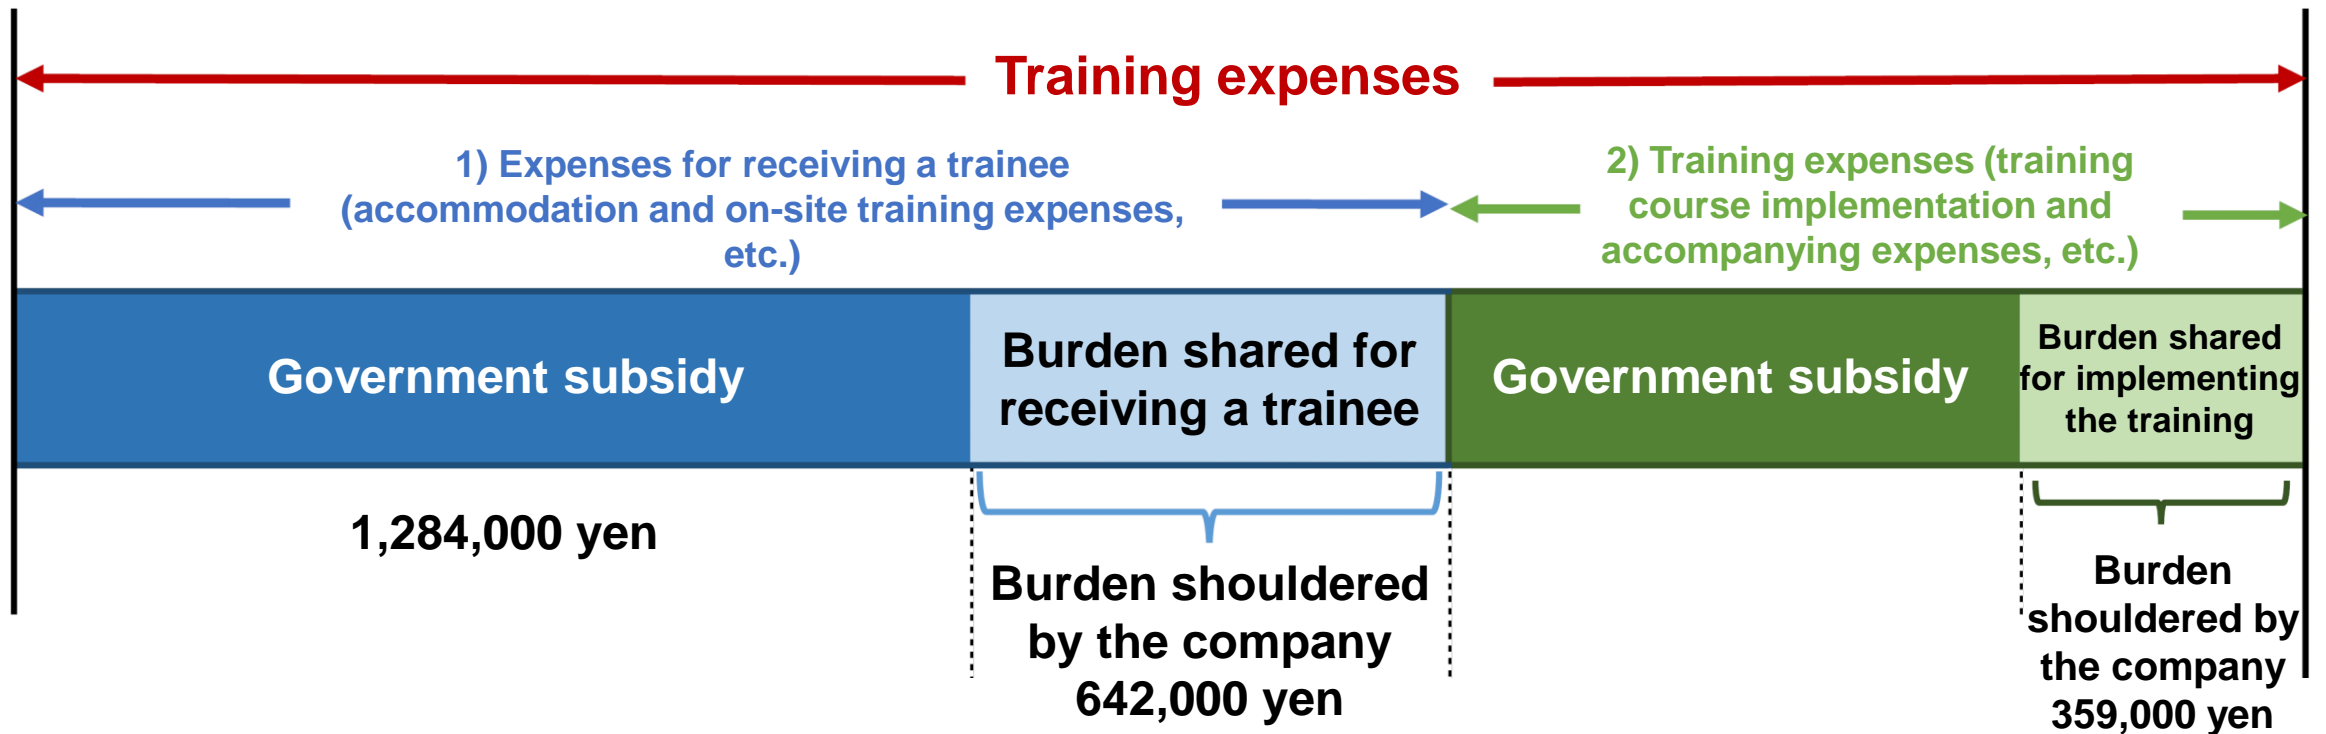 Training expenses
1) Expenses for receiving a trainee
(accommodation and on-site training expenses,
etc.)
2) Training expenses (training
course implementation and
accompanying expenses, etc.)
Government subsidy
Burden shared for
receiving a trainee
Government subsidy
Burden shared
for implementing
the training
1,284,000 yen
Burden shouldered
by the company
642,000 yen
Burden
shouldered by
the company
359,000 yen